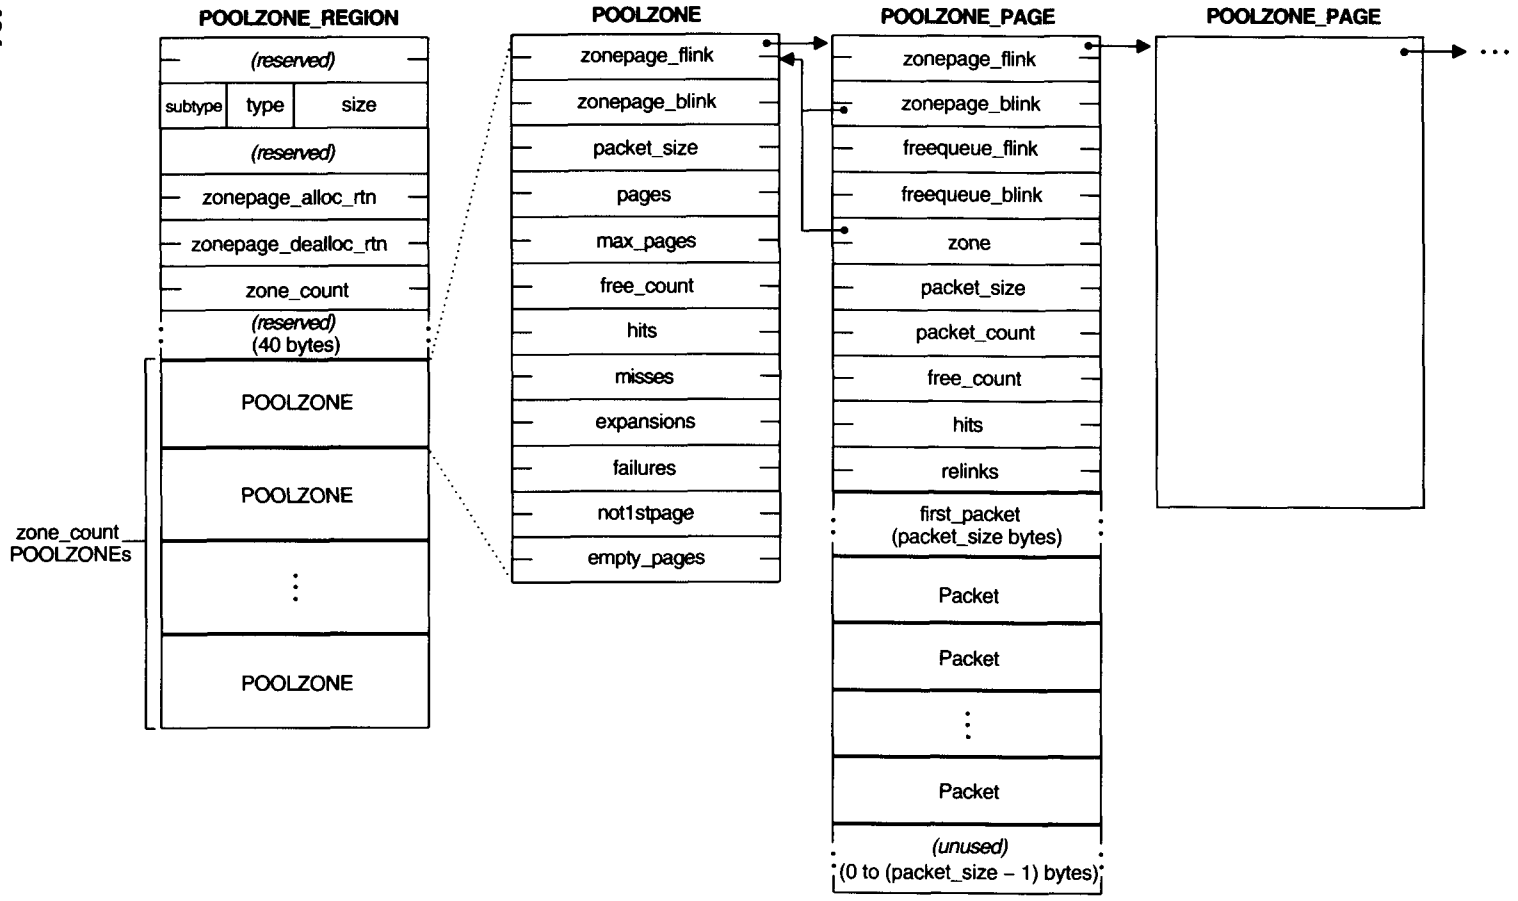 POOLZONE_REGION
(reserved)
subtype type size
(reserved)
zonepage_alloc_rtn
zonepage_dealloc_rtn
zone_count
(reserved)
(40 bytes)
POOLZONE
POOLZONE
POOLZONE
zone_count
POOLZONEs
POOLZONE
zonepage_flink
zonepage_blink
packet_size
pages
max_pages
free_count
hits
misses
expansions
failures
not1stpage
empty_pages
POOLZONE_PAGE
zonepage_flink
zonepage_blink
freequeue_flink
freequeue_blink
zone
packet_size
packet_count
free_count
hits
relinks
first_packet
(packet_size bytes)
Packet
Packet
Packet
(unused)
(0 to (packet_size – 1) bytes)
POOLZONE_PAGE